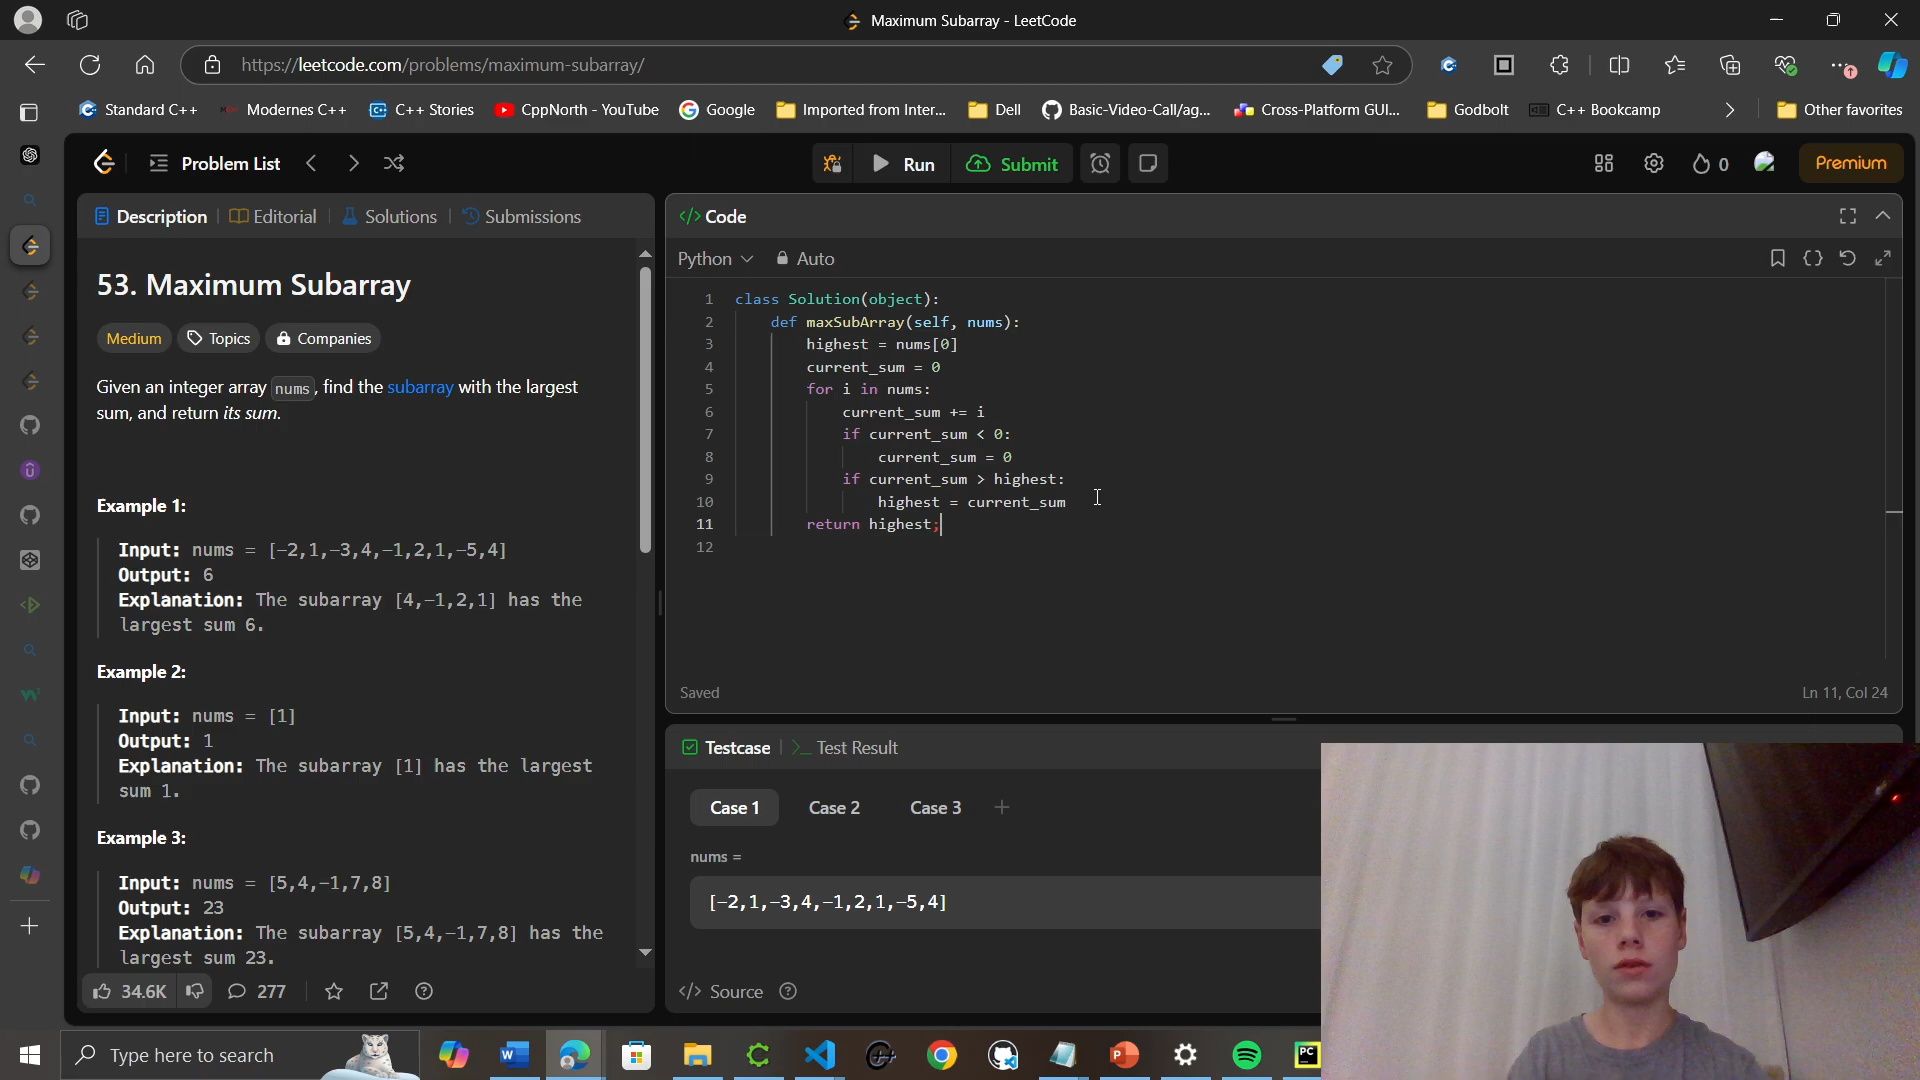 Maximum Subarray - LeetCode
https://leetcode.com/problems/maximum-subarray/
Standard C++
Modernes C++
C++ Stories
CppNorth - YouTube
Google
Imported from Inter...
Dell
Basic-Video-Call/ag...
Cross-Platform GUI...
Godbolt
C++ Bookcamp
Other favorites
Problem List
Run
Submit
0
Premium
Description
Editorial
Solutions
Submissions
53. Maximum Subarray
Medium
Topics
Companies
Given an integer array nums, find the subarray with the largest
sum, and return its sum.
Example 1:
Input: nums = [-2,1,-3,4,-1,2,1,-5,4]
Output: 6
Explanation: The subarray [4,-1,2,1] has the
largest sum 6.
Example 2:
Input: nums = [1]
Output: 1
Explanation: The subarray [1] has the largest
sum 1.
Example 3:
Input: nums = [5,4,-1,7,8]
Output: 23
Explanation: The subarray [5,4,-1,7,8] has the
largest sum 23.
34.6K
277
</> Code
Python
Auto
1 class Solution(object):
2 def maxSubArray(self, nums):
3 highest = nums[0]
4 current_sum = 0
5 for i in nums:
6 current_sum += i
7 if current_sum < 0:
8 current_sum = 0
9 if current_sum > highest:
10 highest = current_sum
11 return highest;
12
Saved
Ln 11, Col 24
Testcase
>_ Test Result
Case 1
Case 2
Case 3
nums =
[-2,1,-3,4,-1,2,1,-5,4]
</> Source
Type here to search